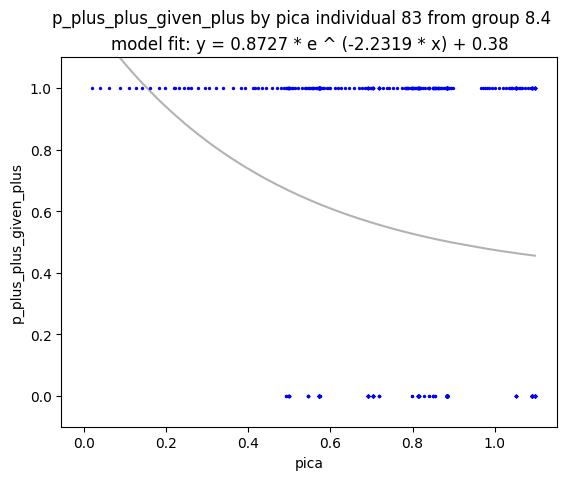 p_plus_plus_given_plus by pica individual 83 from group 8.4
model fit: y = 0.8727 * e ^ (-2.2319 * x) + 0.38
1.0
0.8
0.6
0.4
0.2
0.0
p_plus_plus_given_plus
0.0 0.2 0.4 0.6 0.8 1.0
pica